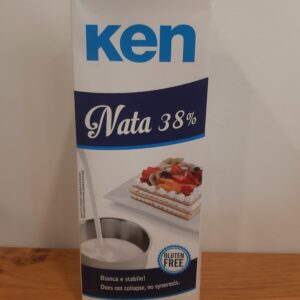 Ken
Nata 38%
GLUTEN
FREE
Bianca e stabile!
Does not collapse, no syneresis.